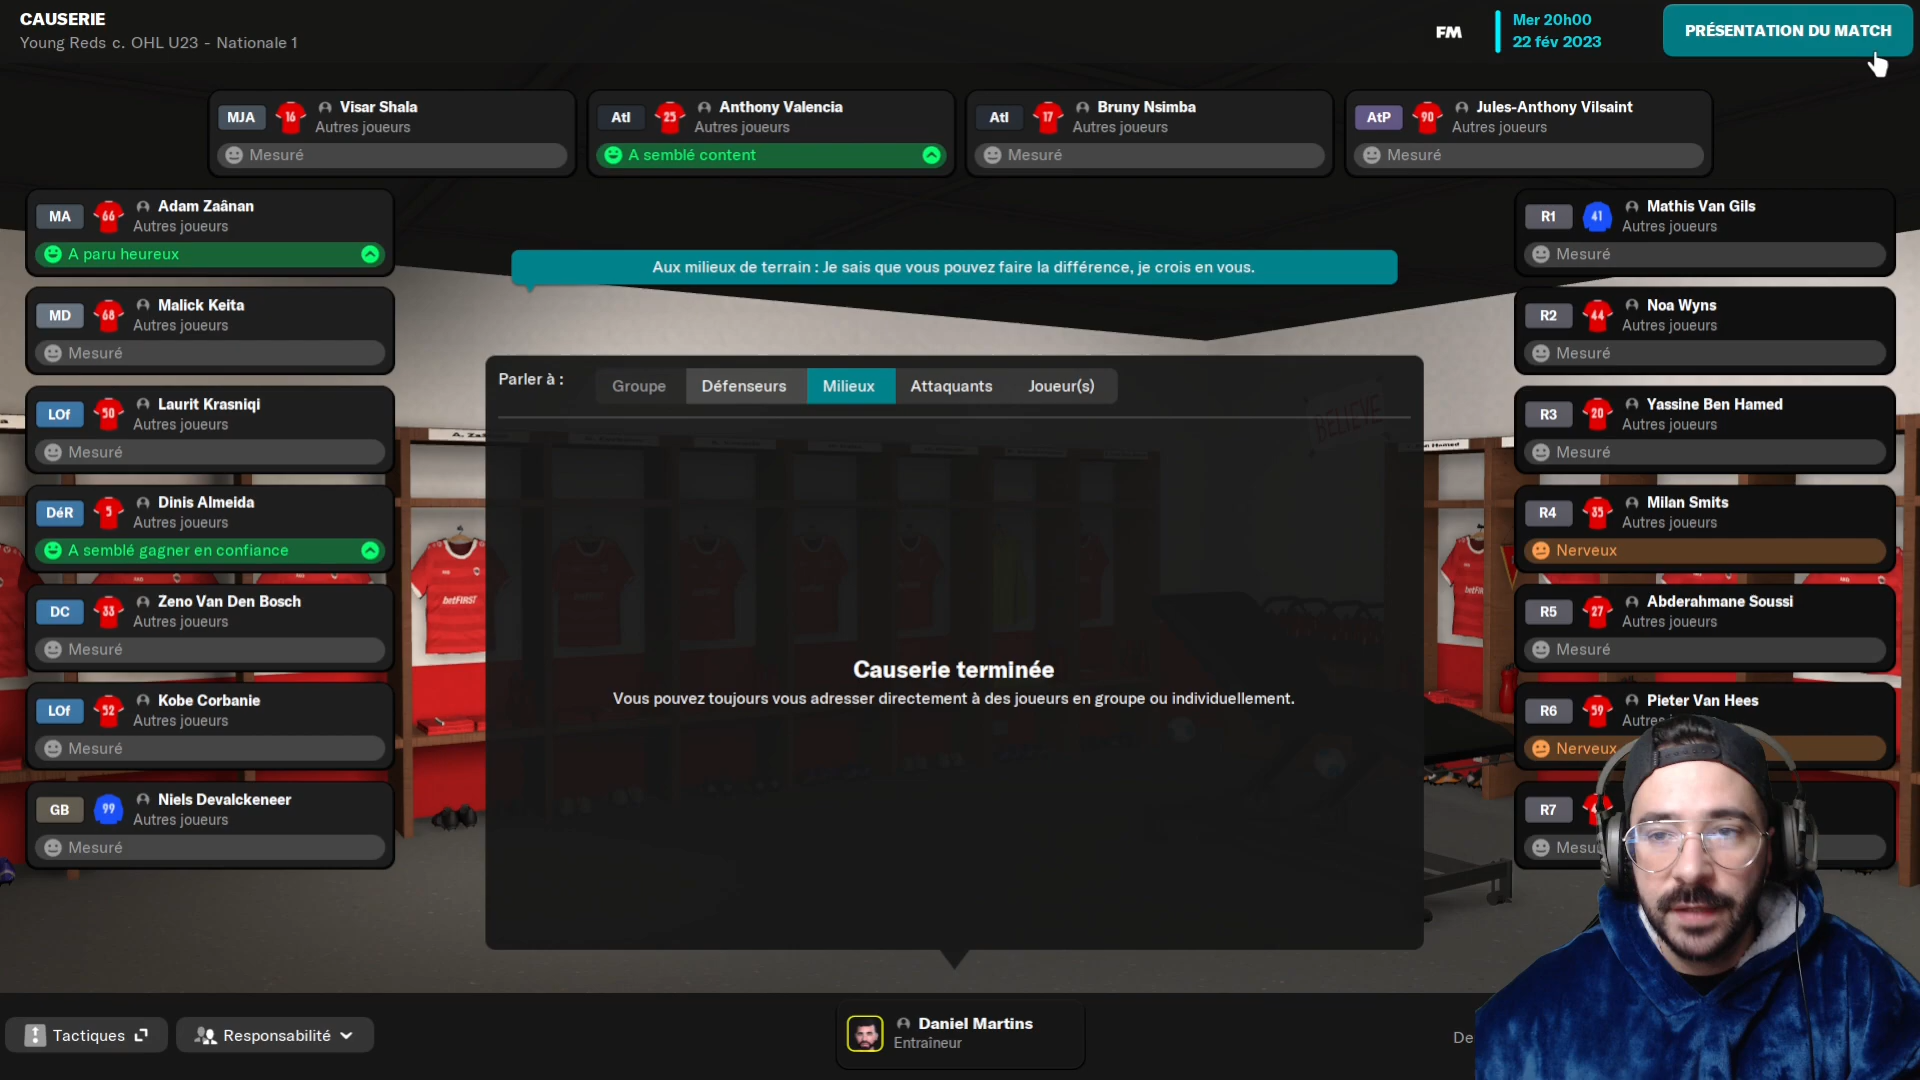 CAUSERIE
Young Reds c. OHL U23 - Nationale 1
FM
Mer 20h00
22 fév 2023
PRÉSENTATION DU MATCH
MJA 16 Visar Shala
Autres joueurs
Mesuré
AtI 25 Anthony Valencia
Autres joueurs
A semblé content
AtI 17 Bruny Nsimba
Autres joueurs
Mesuré
AtP 90 Jules-Anthony Vilsaint
Autres joueurs
Mesuré
MA 66 Adam Zaânan
Autres joueurs
A paru heureux
MD 68 Malick Keita
Autres joueurs
Mesuré
LOf 50 Laurit Krasniqi
Autres joueurs
Mesuré
DéR 5 Dinis Almeida
Autres joueurs
A semblé gagner en confiance
DC 33 Zeno Van Den Bosch
Autres joueurs
Mesuré
LOf 52 Kobe Corbanie
Autres joueurs
Mesuré
GB 99 Niels Devalckeneer
Autres joueurs
Mesuré
Aux milieux de terrain : Je sais que vous pouvez faire la différence, je crois en vous.
Parler à :
Groupe Défenseurs Milieux Attaquants Joueur(s)
BELIEVE
betFIRST
Causerie terminée
Vous pouvez toujours vous adresser directement à des joueurs en groupe ou individuellement.
R1 41 Mathis Van Gils
Autres joueurs
Mesuré
R2 44 Noa Wyns
Autres joueurs
Mesuré
R3 20 Yassine Ben Hamed
Autres joueurs
Mesuré
R4 35 Milan Smits
Autres joueurs
Nerveux
R5 27 Abderahmane Soussi
Autres joueurs
Mesuré
R6 59 Pieter Van Hees
Autres
Nerveux
R7
Mesu
Tactiques
Responsabilité
Daniel Martins
Entraîneur
De